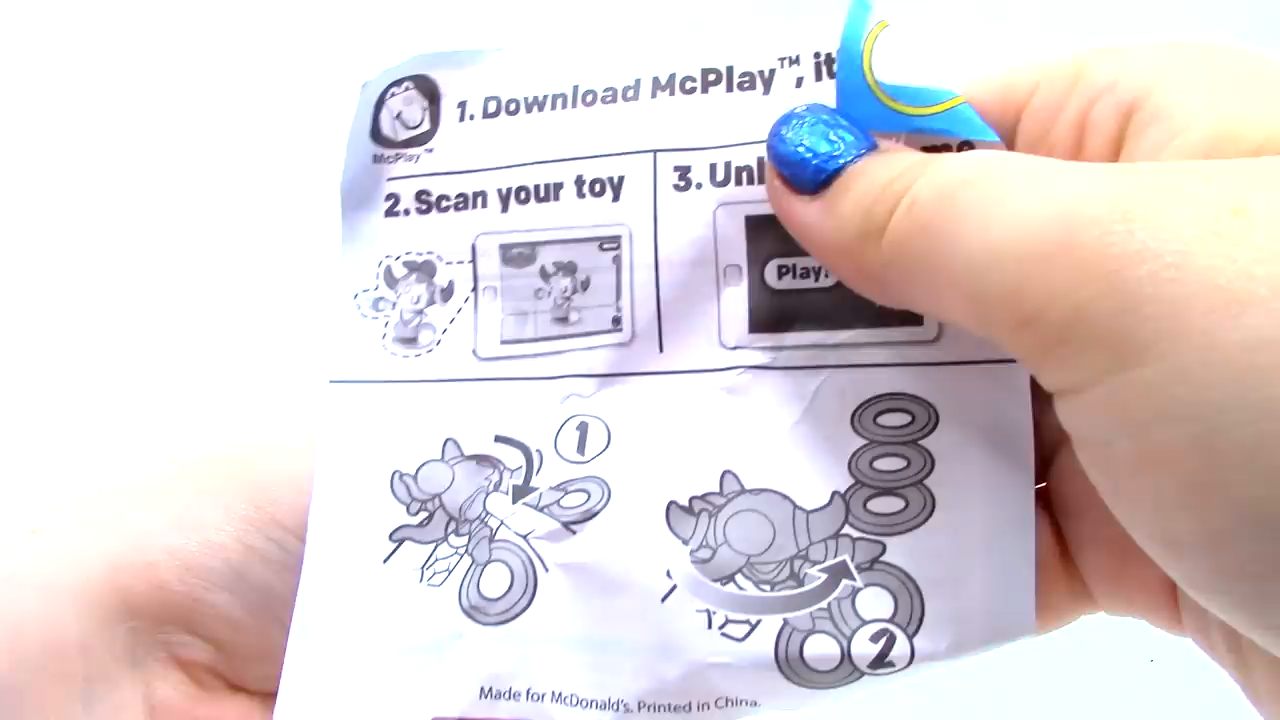 1. Download McPlay™, it
McPlay™
2. Scan your toy
3. Unl
Play!
1
2
Made for McDonald's. Printed in China.